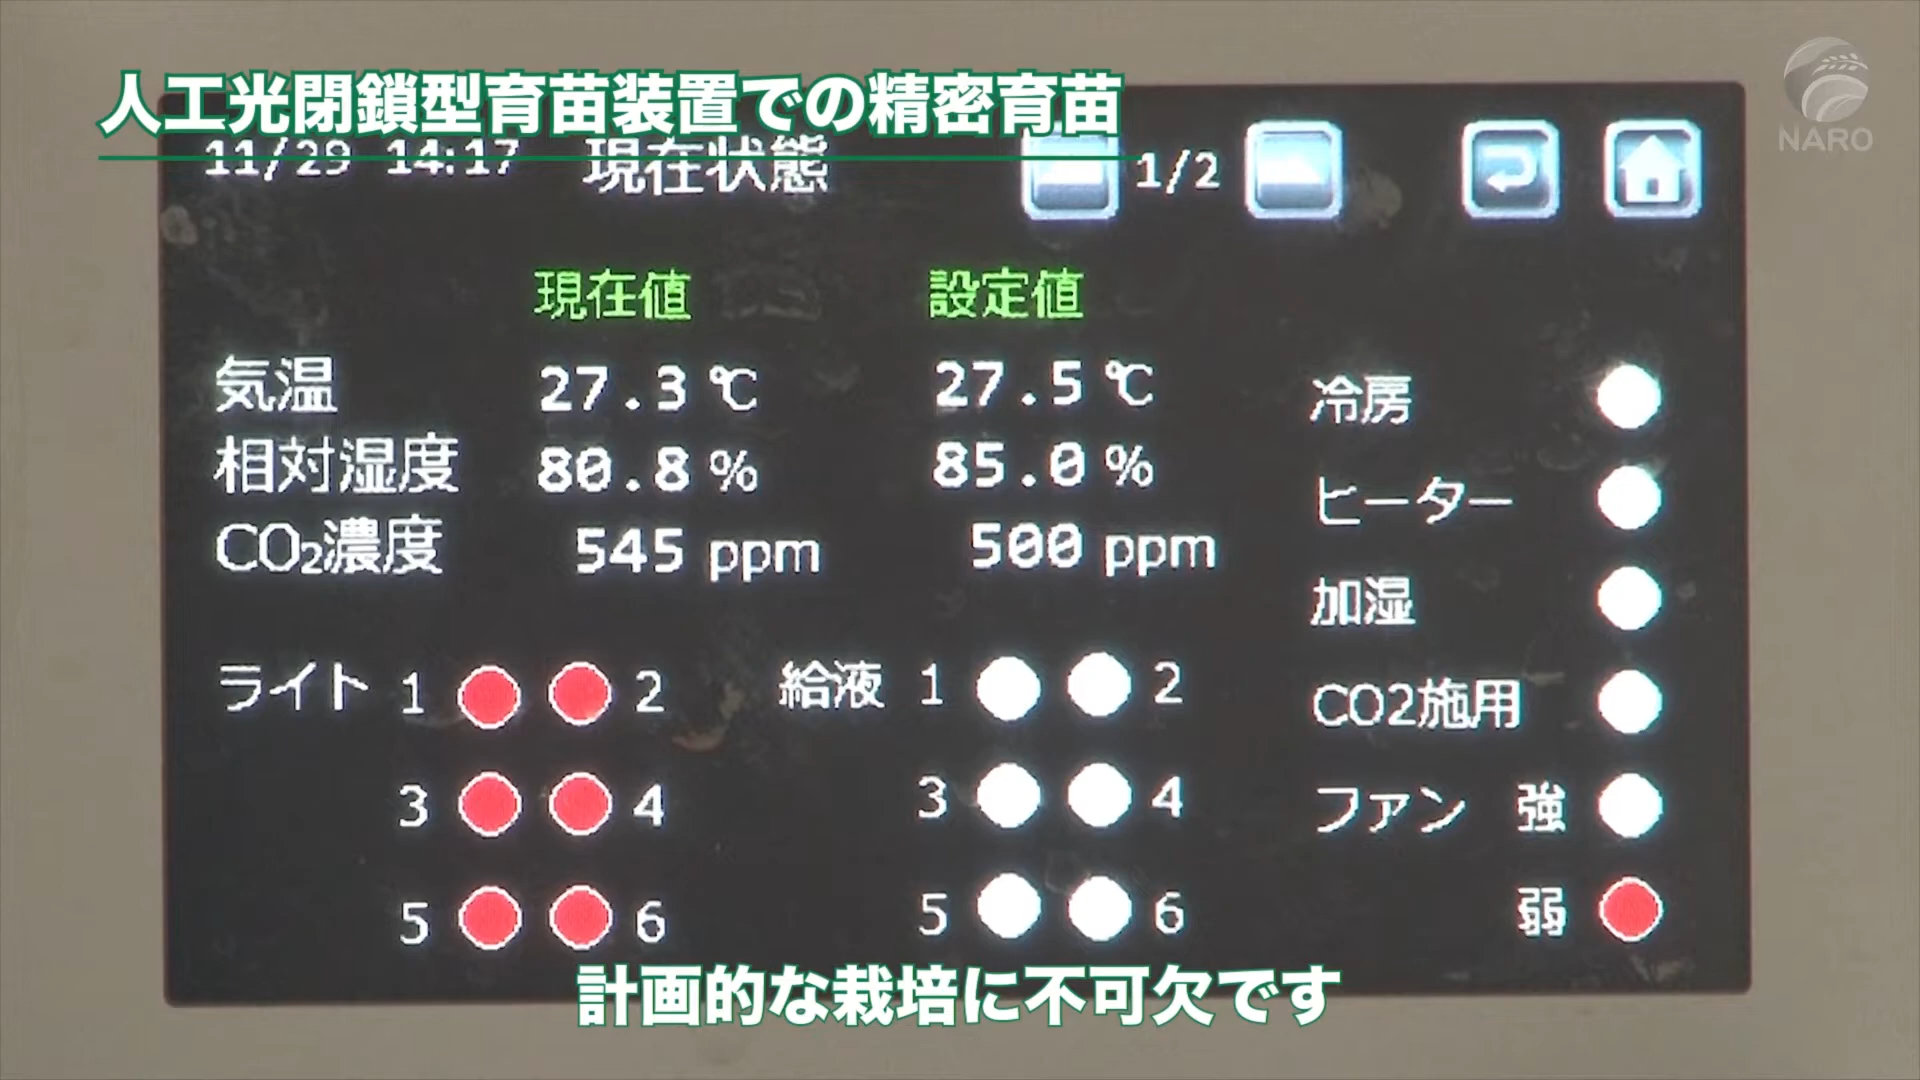 人工光閉鎖型育苗装置での精密育苗
NARO
11/29 14:17 現在状態 1/2
現在値 設定値
気温 27.3 ℃ 27.5 ℃ 冷房
相対湿度 80.8 % 85.0 % ヒーター
CO₂濃度 545 ppm 500 ppm 加湿
ライト 1 2 給液 1 2 CO2施用
3 4 3 4 ファン 強
5 6 5 6 弱
計画的な栽培に不可欠です